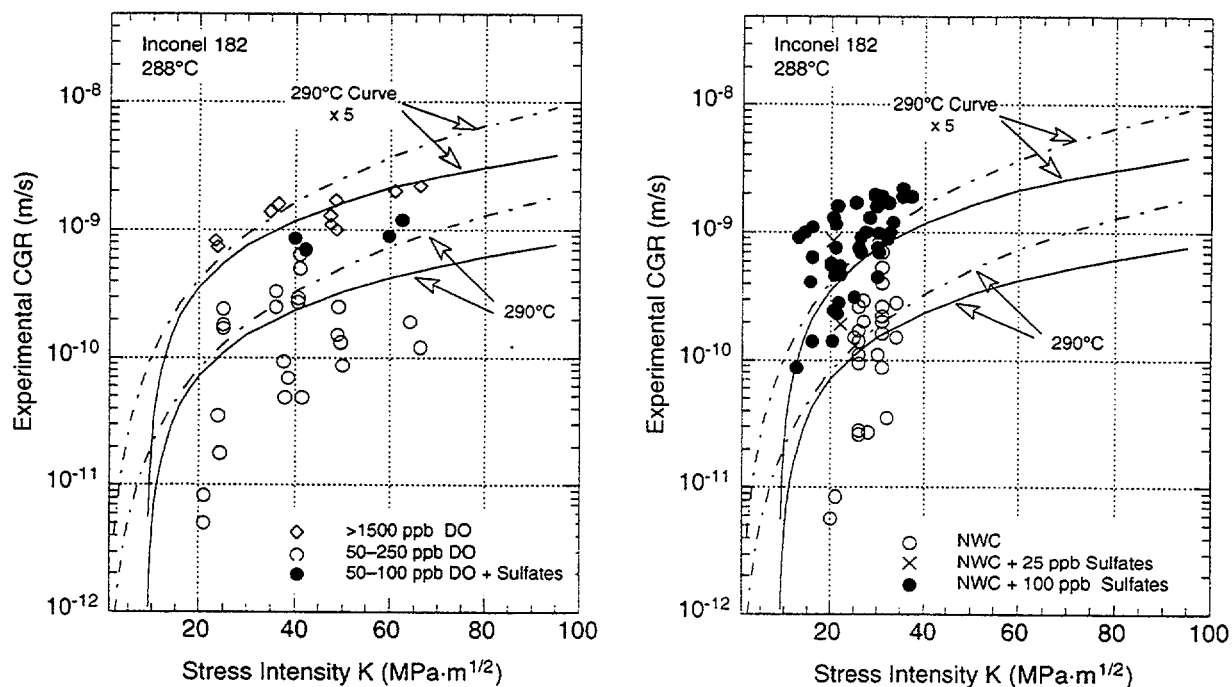 Inconel 182
288°C
290°C Curve
x 5
290°C
10-8
10-9
10-10
10-11
10-12
Experimental CGR (m/s)
>1500 ppb DO
50–250 ppb DO
50–100 ppb DO + Sulfates
20 40 60 80 100
Stress Intensity K (MPa·m1/2)
Inconel 182
288°C
290°C Curve
x 5
290°C
10-8
10-9
10-10
10-11
10-12
Experimental CGR (m/s)
NWC
NWC + 25 ppb Sulfates
NWC + 100 ppb Sulfates
20 40 60 80 100
Stress Intensity K (MPa·m1/2)